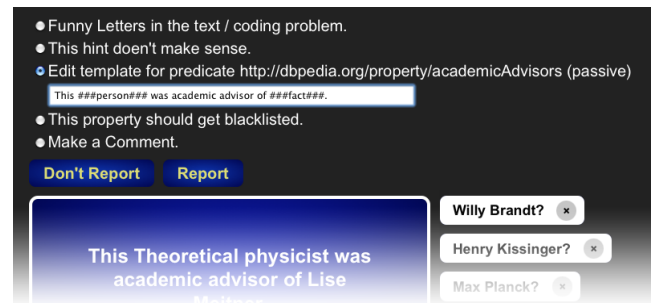 Funny Letters in the text / coding problem.
This hint doen't make sense.
Edit template for predicate http://dbpedia.org/property/academicAdvisors (passive)
This ###person### was academic advisor of ###fact###.
This property should get blacklisted.
Make a Comment.
Don't Report Report
This Theoretical physicist was
academic advisor of Lise
Meitner
Willy Brandt? ×
Henry Kissinger? ×
Max Planck? ×